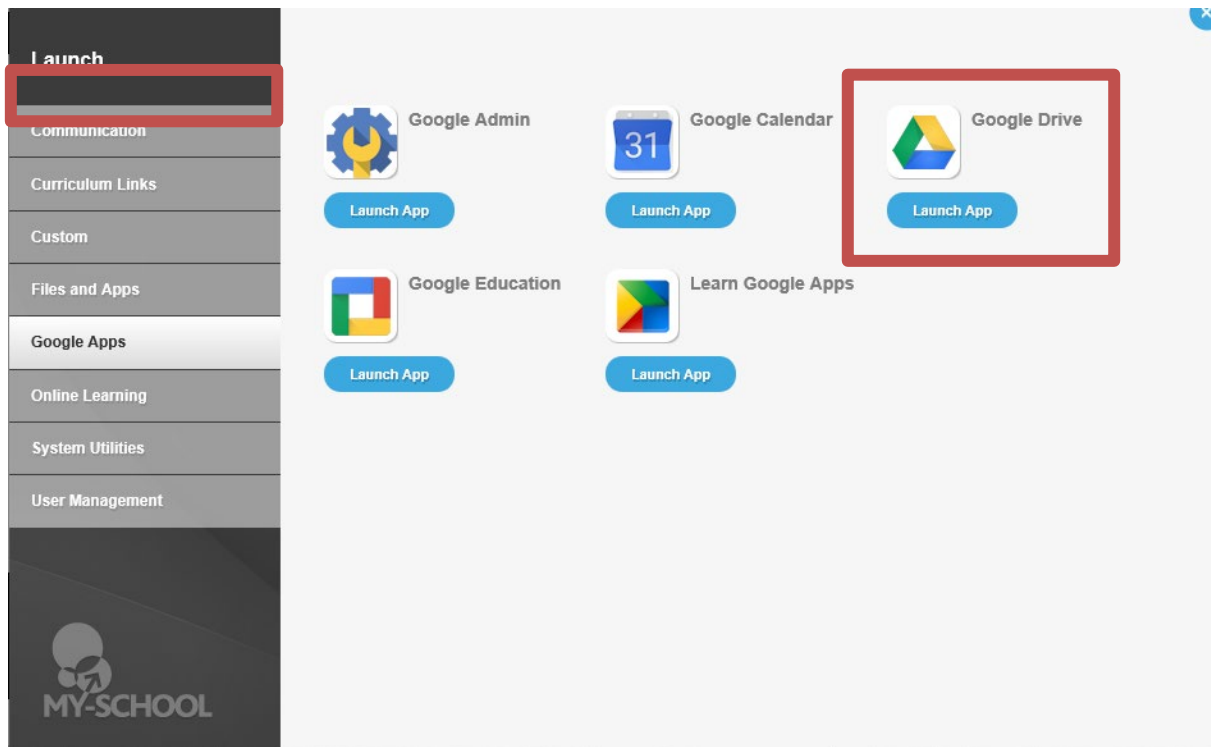 Launch
Communication
Curriculum Links
Custom
Files and Apps
Google Apps
Online Learning
System Utilities
User Management
MY-SCHOOL
Google Admin
Launch App
31
Google Calendar
Launch App
Google Drive
Launch App
Google Education
Launch App
Learn Google Apps
Launch App